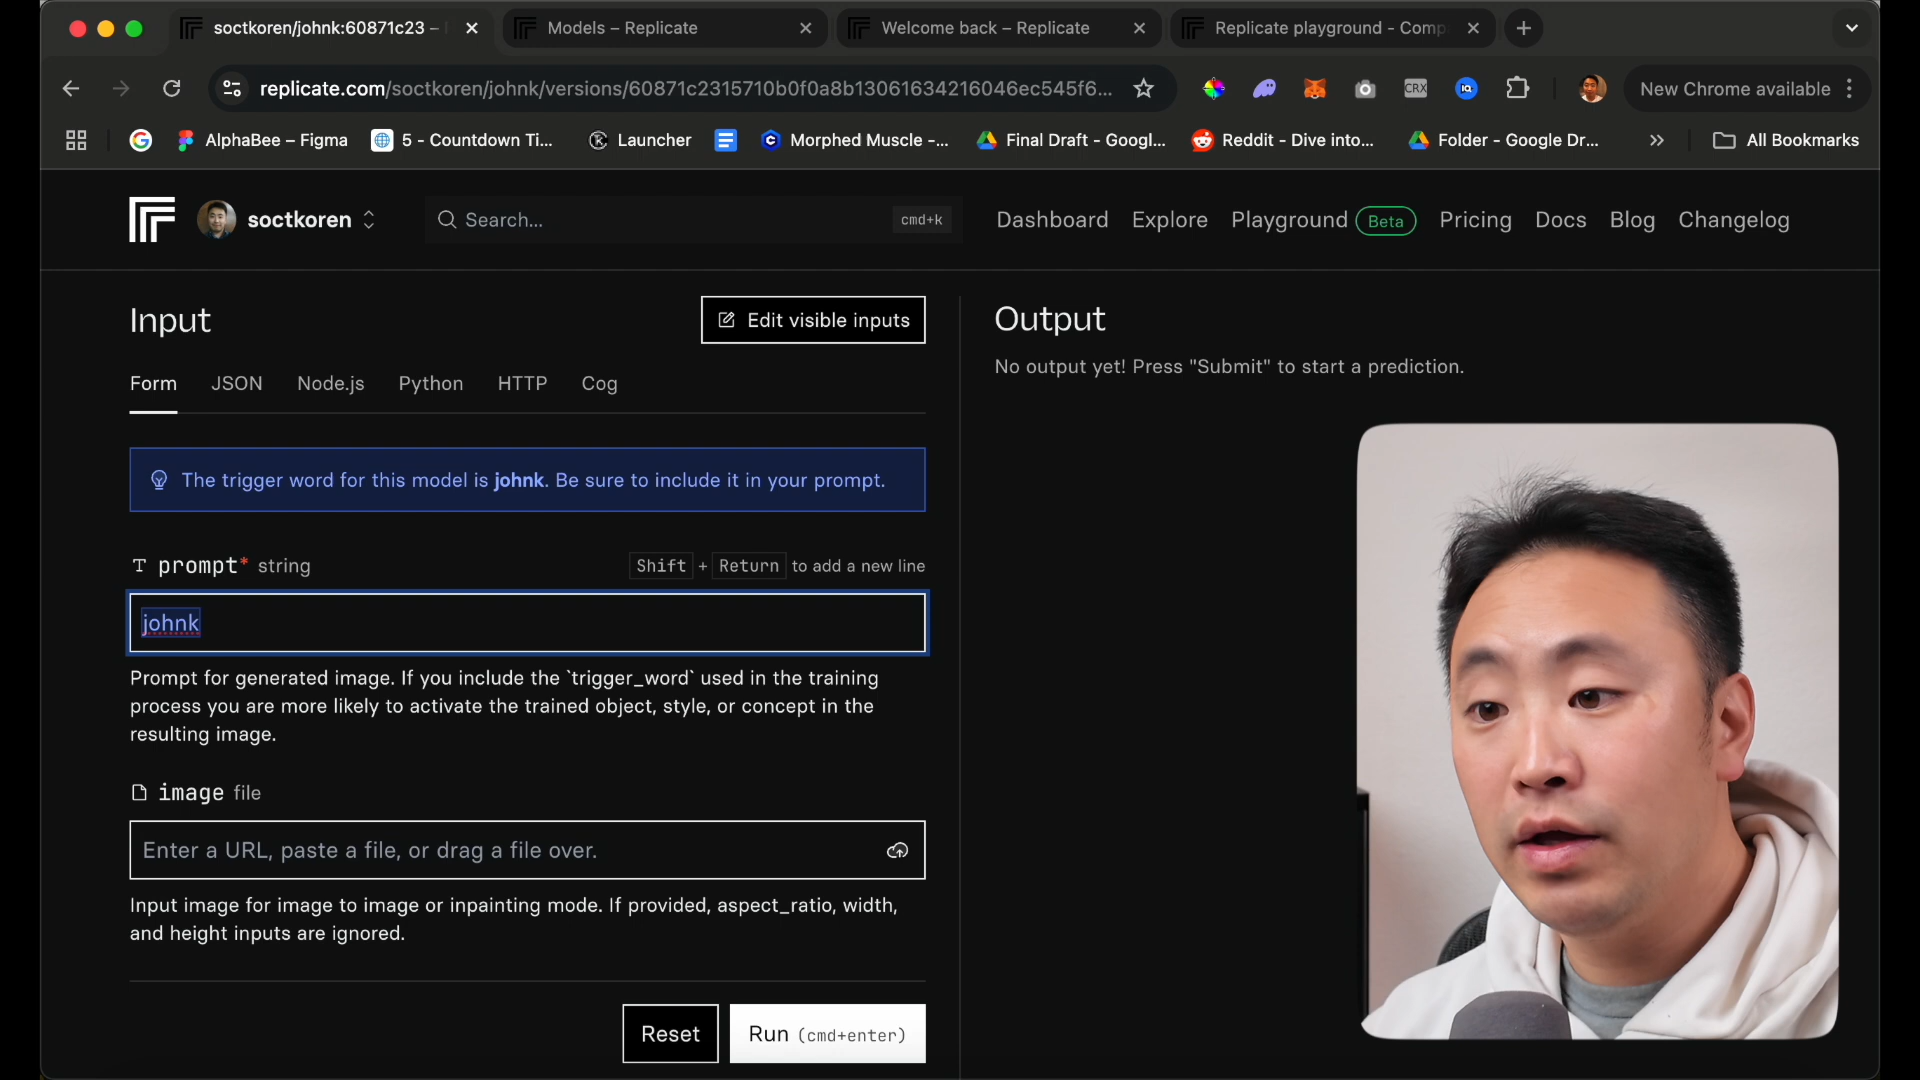 soctkoren/johnk:60871c23 –
Models – Replicate
Welcome back – Replicate
Replicate playground - Comp
replicate.com/soctkoren/johnk/versions/60871c2315710b0f0a8b13061634216046ec545f6...
CRX
IQ
New Chrome available
AlphaBee – Figma
5 - Countdown Ti...
Launcher
Morphed Muscle -...
Final Draft - Googl...
Reddit - Dive into...
Folder - Google Dr...
All Bookmarks
soctkoren
Search...
cmd+k
Dashboard
Explore
Playground
Beta
Pricing
Docs
Blog
Changelog
Input
Edit visible inputs
Form
JSON
Node.js
Python
HTTP
Cog
The trigger word for this model is johnk. Be sure to include it in your prompt.
prompt* string
Shift + Return to add a new line
johnk
Prompt for generated image. If you include the `trigger_word` used in the training
process you are more likely to activate the trained object, style, or concept in the
resulting image.
image file
Enter a URL, paste a file, or drag a file over.
Input image for image to image or inpainting mode. If provided, aspect_ratio, width,
and height inputs are ignored.
Reset
Run (cmd+enter)
Output
No output yet! Press "Submit" to start a prediction.